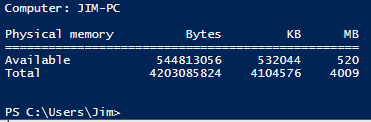 Computer: JIM-PC
Physical memory Bytes KB MB
==================================================
Available 544813056 532044 520
Total 4203085824 4104576 4009
PS C:\Users\Jim>